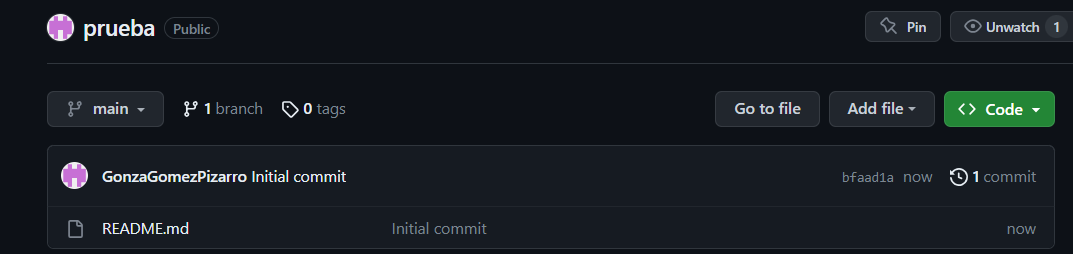 prueba Public Pin Unwatch 1
main 1 branch 0 tags Go to file Add file Code
GonzaGomezPizarro Initial commit bfaad1a now 1 commit
README.md Initial commit now